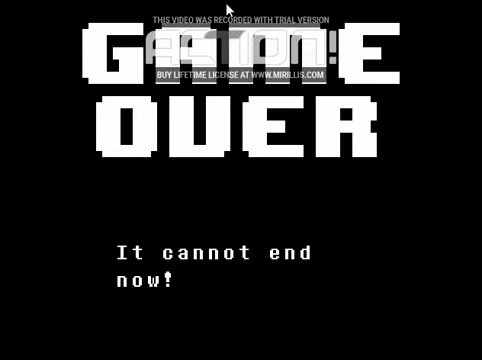 THIS VIDEO WAS RECORDED WITH TRIAL VERSION
GAME
ACTION!
BUY LIFETIME LICENSE AT WWW.MIRILLIS.COM
OVER
It cannot end
now!